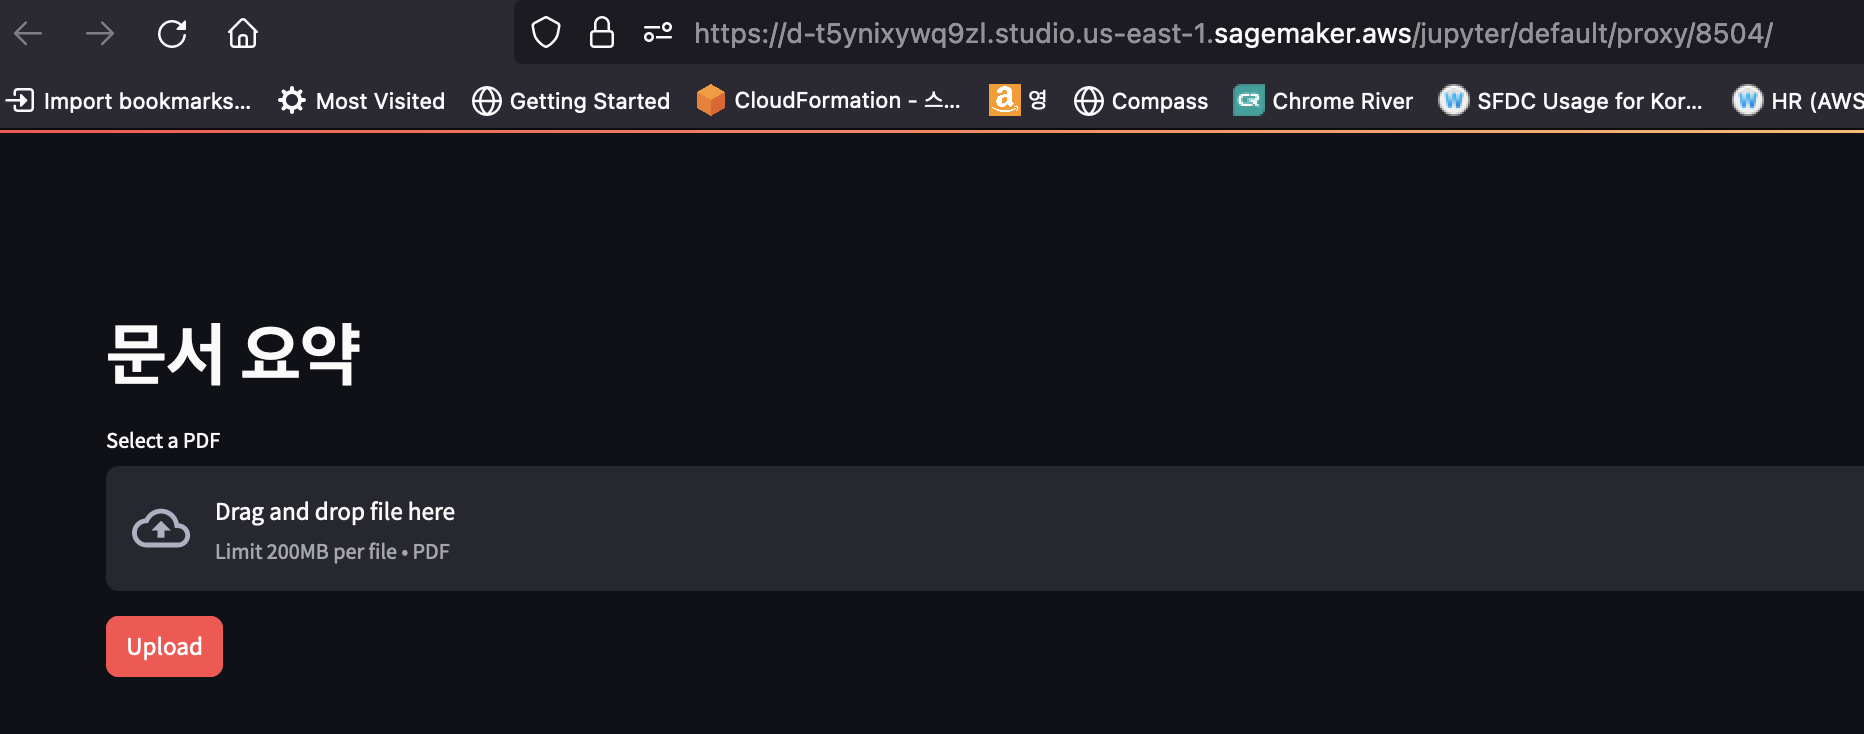 https://d-t5ynixywq9zl.studio.us-east-1.sagemaker.aws/jupyter/default/proxy/8504/
Import bookmarks... Most Visited Getting Started CloudFormation - 스... 영 Compass Chrome River SFDC Usage for Kor... HR (AWS
문서 요약
Select a PDF
Drag and drop file here
Limit 200MB per file • PDF
Upload